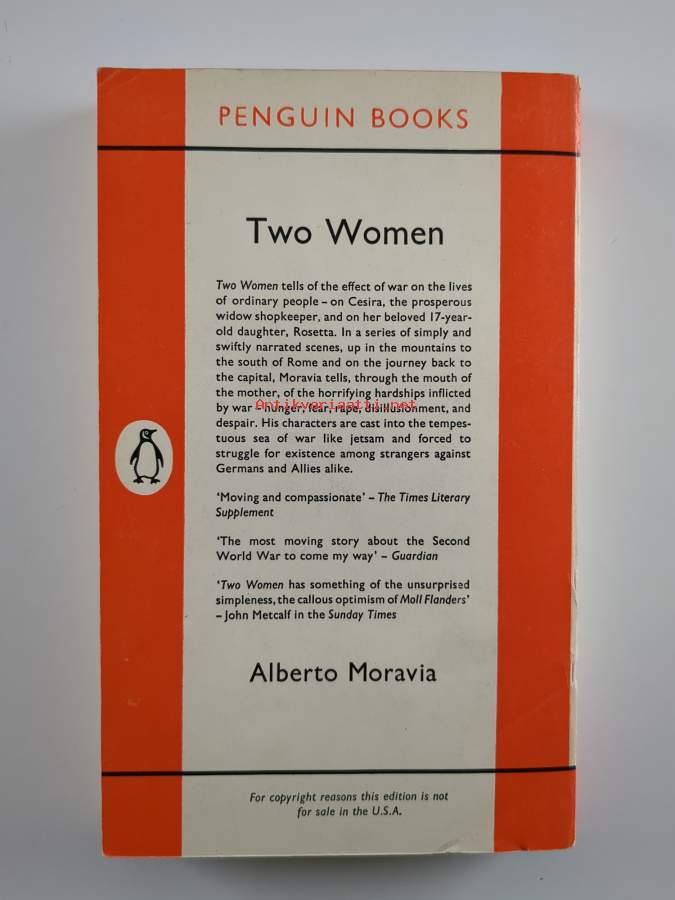 PENGUIN BOOKS
Two Women
Two Women tells of the effect of war on the lives
of ordinary people – on Cesira, the prosperous
widow shopkeeper, and on her beloved 17-year-
old daughter, Rosetta. In a series of simply and
swiftly narrated scenes, up in the mountains to
the south of Rome and on the journey back to
the capital, Moravia tells, through the mouth of
the mother, of the horrifying hardships inflicted
by war – hunger, fear, rape, disillusionment, and
Antikvariaatti.net
despair. His characters are cast into the tempes-
tuous sea of war like jetsam and forced to
struggle for existence among strangers against
Germans and Allies alike.
‘Moving and compassionate’ – The Times Literary
Supplement
‘The most moving story about the Second
World War to come my way’ – Guardian
‘Two Women has something of the unsurprised
simpleness, the callous optimism of Moll Flanders’
– John Metcalf in the Sunday Times
Alberto Moravia
For copyright reasons this edition is not
for sale in the U.S.A.